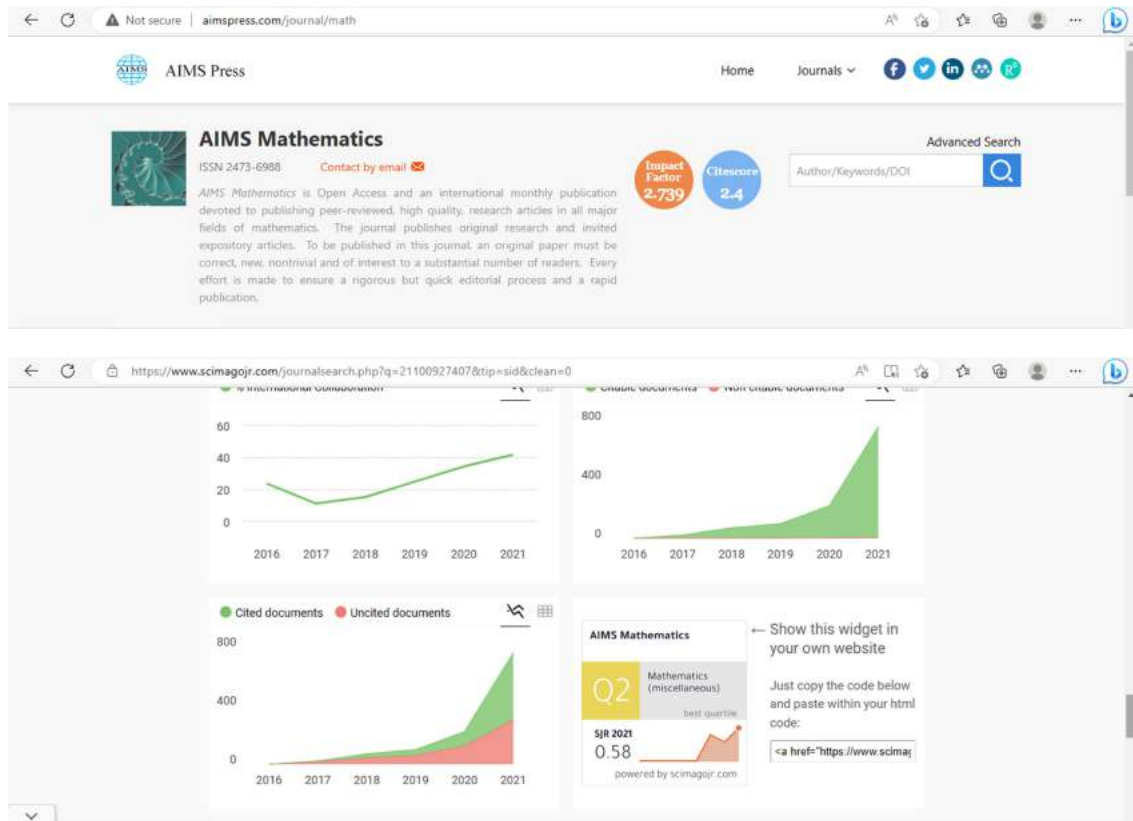 Not secure | aimspress.com/journal/math
AIMS
AIMS Press
Home
Journals
AIMS Mathematics
ISSN 2473-6988
Contact by email
AIMS Mathematics is Open Access and an international monthly publication
devoted to publishing peer-reviewed, high quality, research articles in all major
fields of mathematics. The journal publishes original research and invited
expository articles. To be published in this journal, an original paper must be
correct, new, nontrivial and of interest to a substantial number of readers. Every
effort is made to ensure a rigorous but quick editorial process and a rapid
publication.
Impact
Factor
2.739
Citescore
2.4
Advanced Search
Author/Keywords/DOI
https://www.scimagojr.com/journalsearch.php?q=21100927407&tip=sid&clean=0
% International Collaboration
60
40
20
0
2016 2017 2018 2019 2020 2021
Citable documents Non citable documents
800
400
0
2016 2017 2018 2019 2020 2021
Cited documents Uncited documents
800
400
0
2016 2017 2018 2019 2020 2021
AIMS Mathematics
Q2
Mathematics
(miscellaneous)
best quartile
SJR 2021
0.58
powered by scimagojr.com
← Show this widget in
your own website
Just copy the code below
and paste within your html
code:
<a href="https://www.scimag